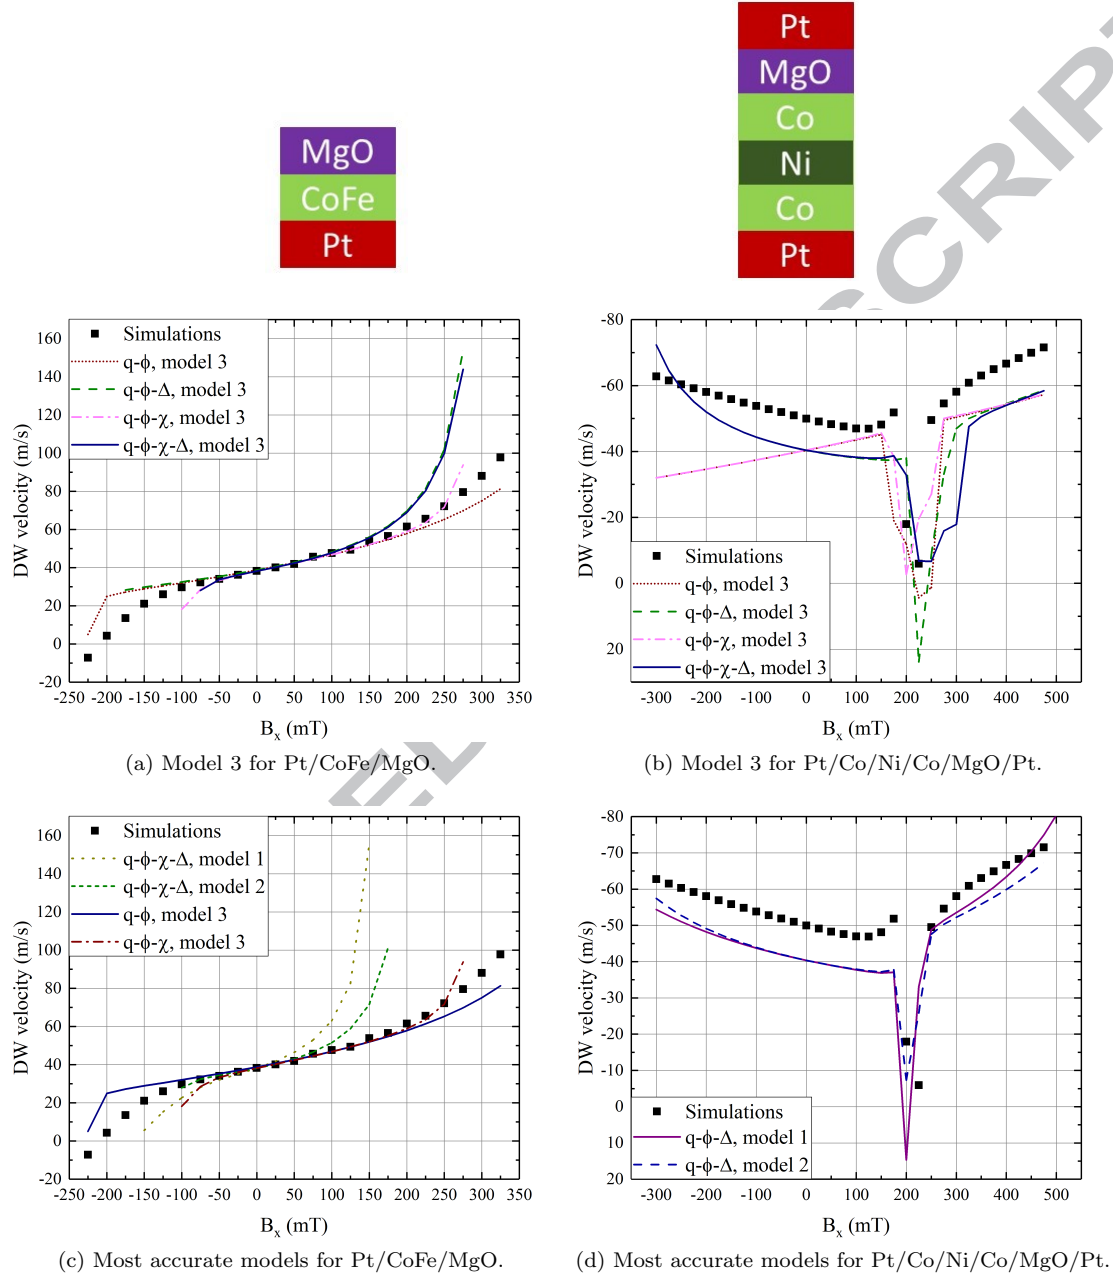 Pt
MgO
Co
Ni
Co
Pt
MgO
CoFe
Pt
SCRIPT
160
140
120
100
80
60
40
20
0
-20
DW velocity (m/s)
Simulations
q-ϕ, model 3
q-ϕ-Δ, model 3
q-ϕ-χ, model 3
q-ϕ-χ-Δ, model 3
-250 -200 -150 -100 -50 0 50 100 150 200 250 300 350
Bx (mT)
(a) Model 3 for Pt/CoFe/MgO.
-80
-60
-40
-20
0
20
DW velocity (m/s)
Simulations
q-ϕ, model 3
q-ϕ-Δ, model 3
q-ϕ-χ, model 3
q-ϕ-χ-Δ, model 3
-300 -200 -100 0 100 200 300 400 500
Bx (mT)
(b) Model 3 for Pt/Co/Ni/Co/MgO/Pt.
160
140
120
100
80
60
40
20
0
-20
DW velocity (m/s)
Simulations
q-ϕ-χ-Δ, model 1
q-ϕ-χ-Δ, model 2
q-ϕ, model 3
q-ϕ-χ, model 3
-250 -200 -150 -100 -50 0 50 100 150 200 250 300 350
Bx (mT)
(c) Most accurate models for Pt/CoFe/MgO.
-80
-70
-60
-50
-40
-30
-20
-10
0
10
20
DW velocity (m/s)
Simulations
q-ϕ-Δ, model 1
q-ϕ-Δ, model 2
-300 -200 -100 0 100 200 300 400 500
Bx (mT)
(d) Most accurate models for Pt/Co/Ni/Co/MgO/Pt.